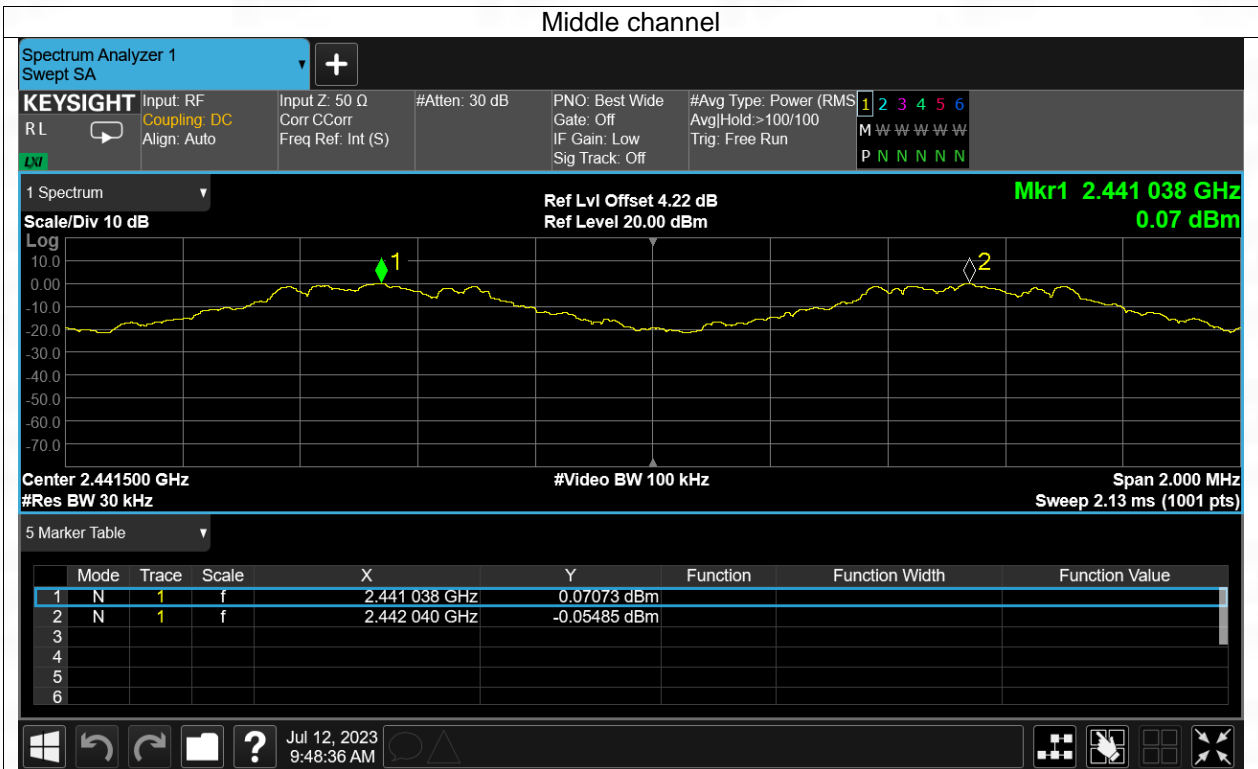 Middle channel
Spectrum Analyzer 1
Swept SA
KEYSIGHT
R L
LXI
Input: RF
Coupling: DC
Align: Auto
Input Z: 50 Ω
Corr CCorr
Freq Ref: Int (S)
#Atten: 30 dB
PNO: Best Wide
Gate: Off
IF Gain: Low
Sig Track: Off
#Avg Type: Power (RMS
Avg|Hold:>100/100
Trig: Free Run
1 2 3 4 5 6
M W W W W W
P N N N N N
1 Spectrum
Scale/Div 10 dB
Ref Lvl Offset 4.22 dB
Ref Level 20.00 dBm
Mkr1 2.441 038 GHz
0.07 dBm
Log
10.0
0.00
-10.0
-20.0
-30.0
-40.0
-50.0
-60.0
-70.0
1
2
Center 2.441500 GHz
#Res BW 30 kHz
#Video BW 100 kHz
Span 2.000 MHz
Sweep 2.13 ms (1001 pts)
5 Marker Table
Mode Trace Scale X Y Function Function Width Function Value
1 N 1 f 2.441 038 GHz 0.07073 dBm
2 N 1 f 2.442 040 GHz -0.05485 dBm
3
4
5
6
?
Jul 12, 2023
9:48:36 AM